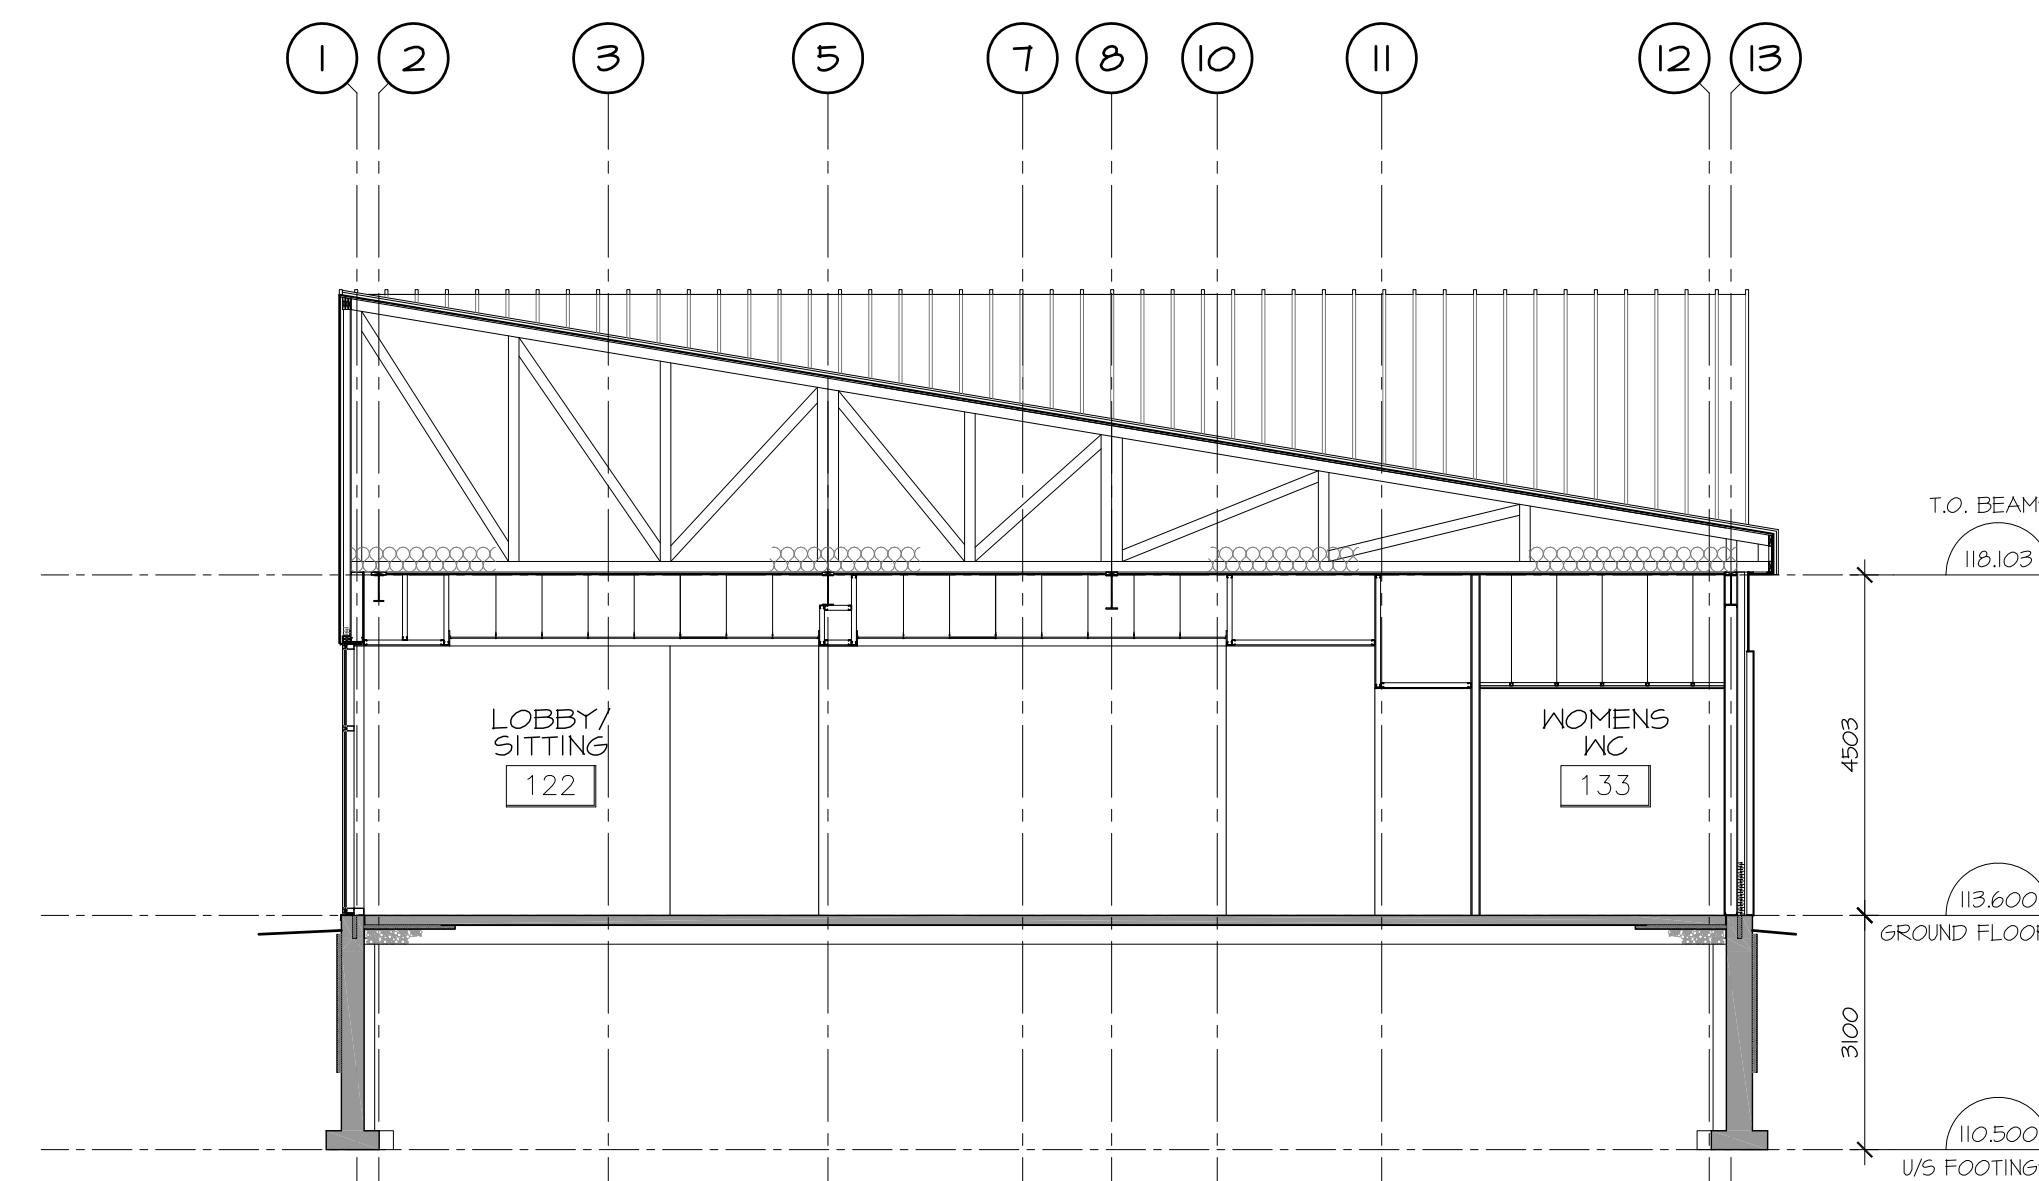 1 2 3 5 7 8 10 11 12 13
T.O. BEAM
118.103
LOBBY/
SITTING
122
WOMENS
WC
133
4503
113.600
GROUND FLOOR
3100
110.500
U/S FOOTING